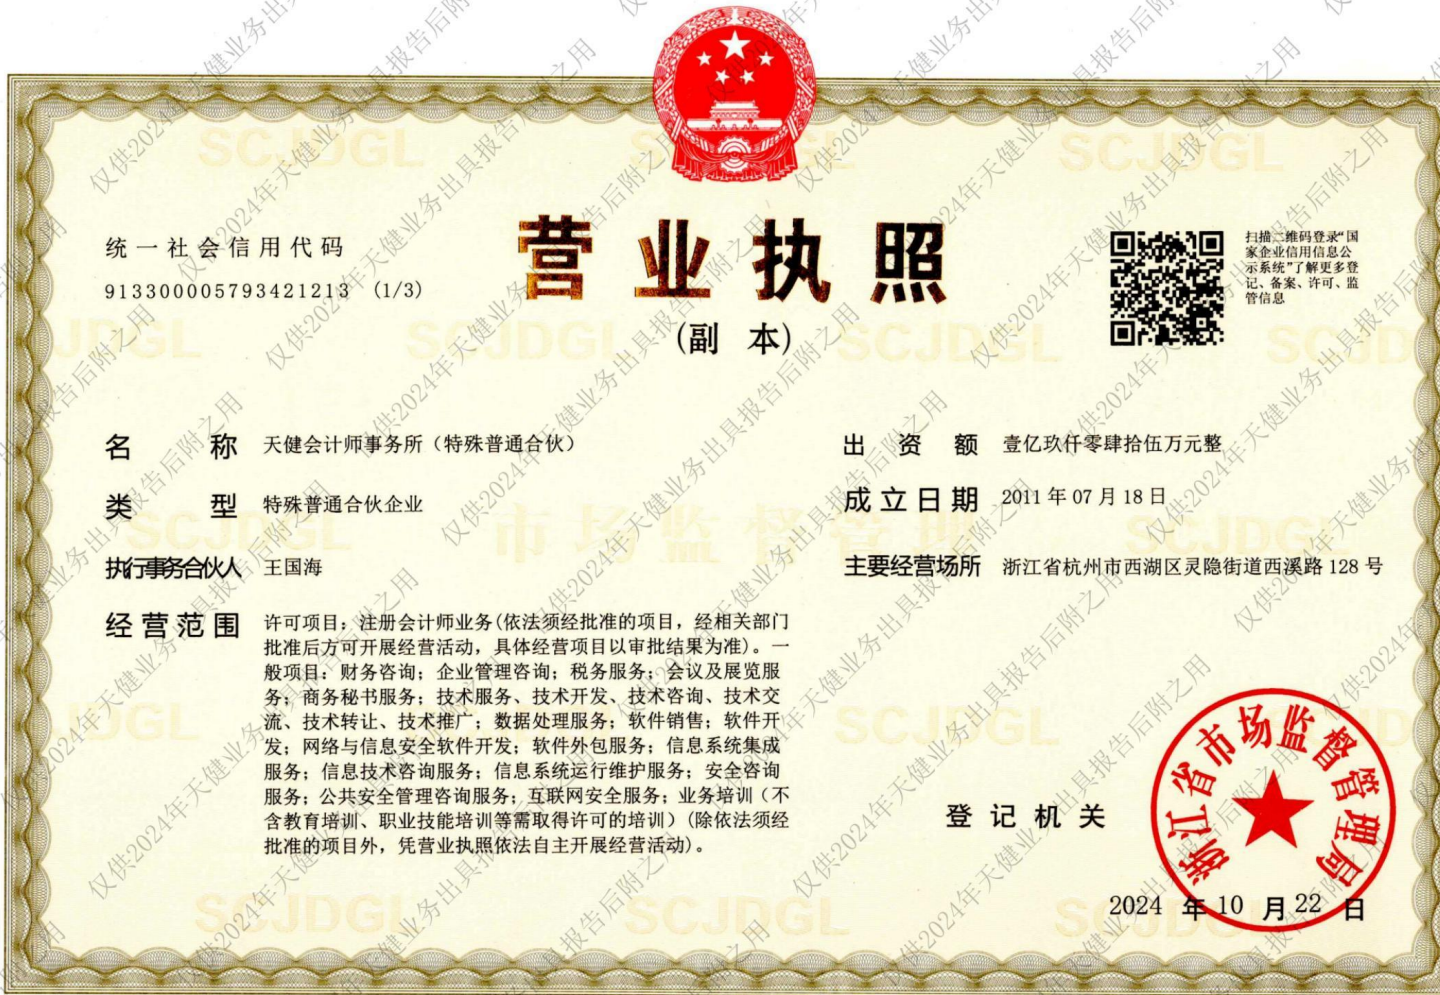 营业执照
(副 本)
统一社会信用代码
913300005793421213 (1/3)
扫描二维码登录“国
家企业信用信息公
示系统”了解更多登
记、备案、许可、监
管信息
名 称 天健会计师事务所（特殊普通合伙）
类 型 特殊普通合伙企业
执行事务合伙人 王国海
经营范围 许可项目：注册会计师业务(依法须经批准的项目，经相关部门
批准后方可开展经营活动，具体经营项目以审批结果为准)。一
般项目：财务咨询；企业管理咨询；税务服务；会议及展览服
务；商务秘书服务；技术服务、技术开发、技术咨询、技术交
流、技术转让、技术推广；数据处理服务；软件销售；软件开
发；网络与信息安全软件开发；软件外包服务；信息系统集成
服务；信息技术咨询服务；信息系统运行维护服务；安全咨询
服务；公共安全管理咨询服务；互联网安全服务；业务培训（不
含教育培训、职业技能培训等需取得许可的培训）(除依法须经
批准的项目外，凭营业执照依法自主开展经营活动)。
出 资 额 壹亿玖仟零肆拾伍万元整
成立日期 2011年07月18日
主要经营场所 浙江省杭州市西湖区灵隐街道西溪路128号
登记机关
浙江省市场监督管理局
2024 年 10 月 22 日
市场监督管理
SCJDGL
仅供2024年天健业务出具报告后附之用